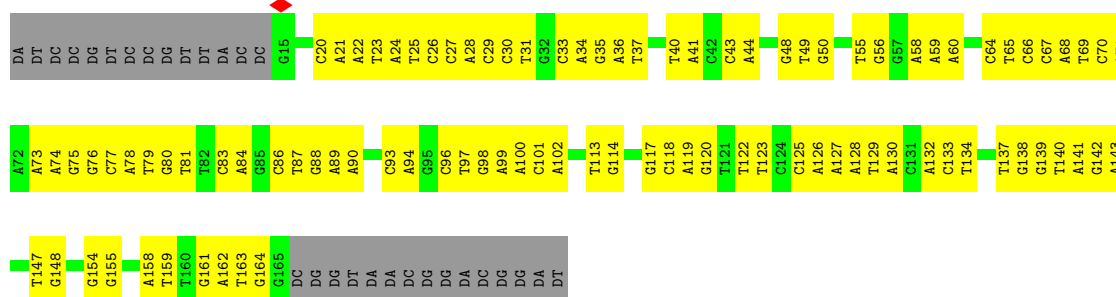 DA DT DC DC DG DT DC DC DG DT DT DA DC DC G15 C20 A21 A22 T23 A24 T25 C26 C27 A28 C29 C30 T31 G32 C33 A34 G35 A36 T37 T40 A41 C42 C43 A44 G48 T49 G50 T55 G56 G57 A58 A59 A60 C64 T65 C66 C67 A68 T69 C70
A72 A73 A74 G75 G76 C77 A78 T79 G80 T81 T82 C83 A84 G85 C86 T87 G88 A89 A90 C93 A94 G95 C96 T97 G98 A99 A100 C101 A102 T113 G114 G117 C118 A119 G120 T121 T122 T123 C124 C125 A126 A127 A128 T129 A130 C131 A132 C133 T134 T137 G138 G139 T140 A141 G142
T147 G148 G154 G155 A158 T159 T160 G161 A162 T163 G164 G165 DC DG DG DT DA DA DC DG DG DA DC DG DG DA DT